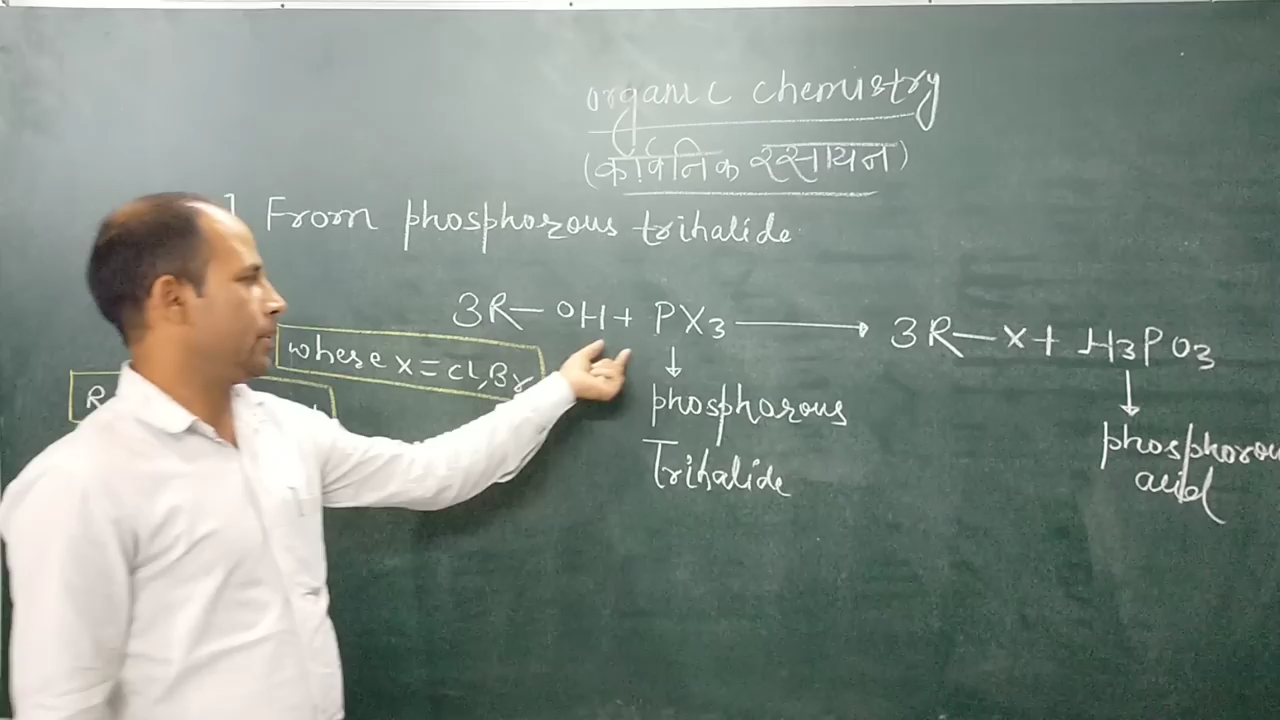 organic chemistry
(कार्बनिक रसायन)
] From phosphorous trihalide
3R—OH + PX₃ ⟶ 3R—X + H₃PO₃
where X = Cl, Br
R
↓
phosphorous
Trihalide
↓
phosphorou
acid